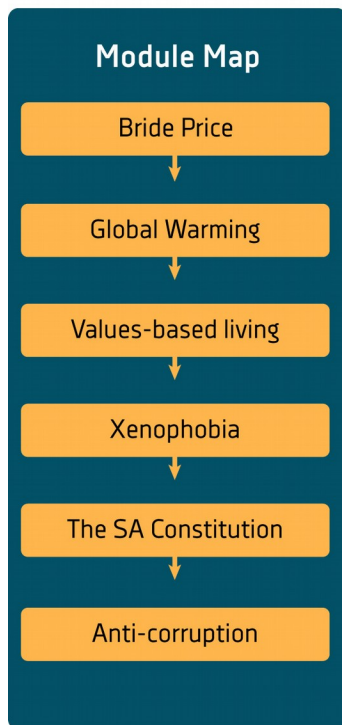 Module Map
Bride Price
Global Warming
Values-based living
Xenophobia
The SA Constitution
Anti-corruption